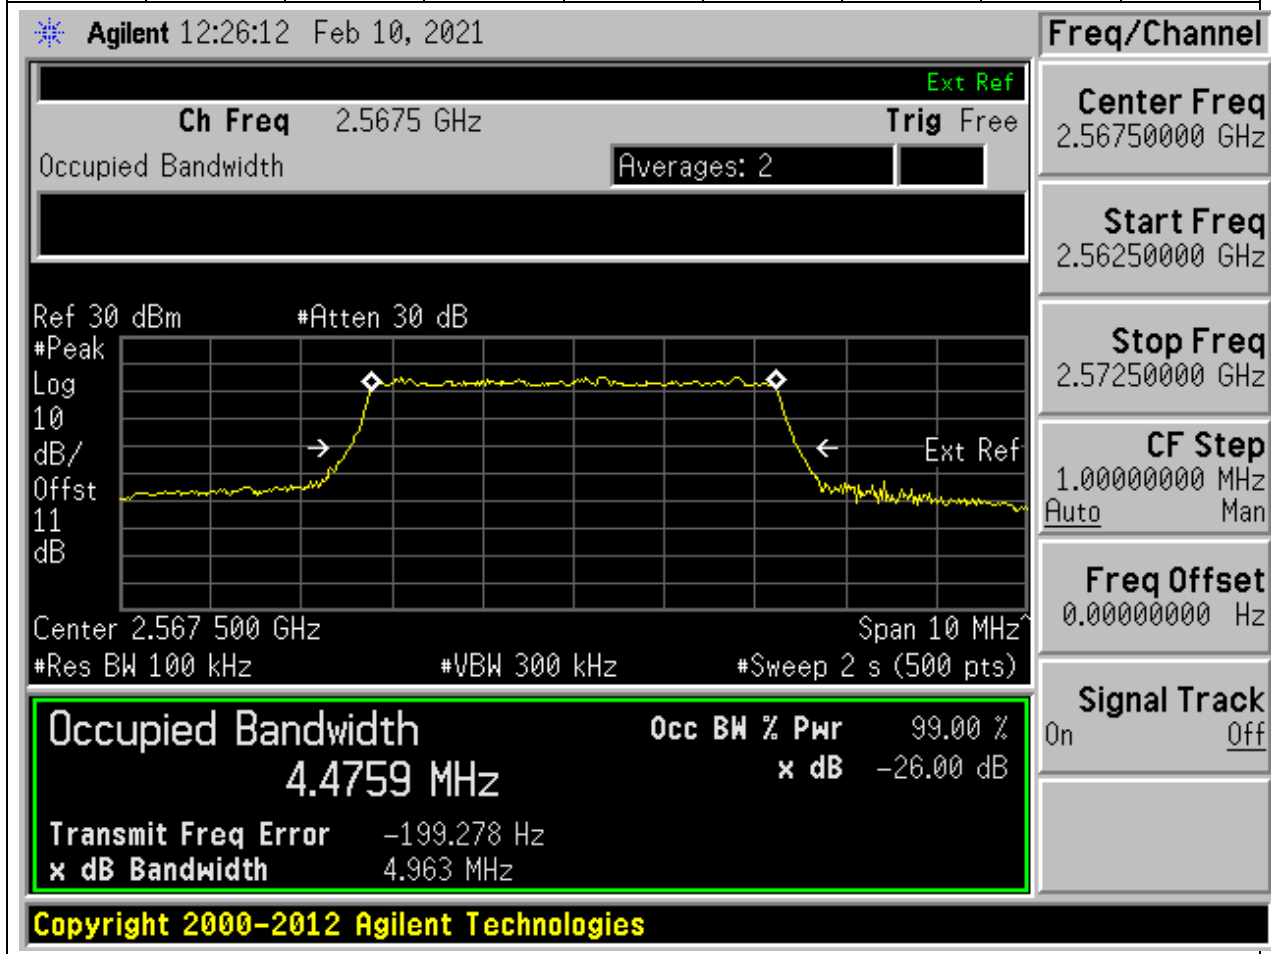 Agilent 12:26:12 Feb 10, 2021
Freq/Channel
Ext Ref
Ch Freq 2.5675 GHz Trig Free
Occupied Bandwidth Averages: 2
Center Freq
2.56750000 GHz
Start Freq
2.56250000 GHz
Stop Freq
2.57250000 GHz
CF Step
1.00000000 MHz
Auto Man
Freq Offset
0.00000000 Hz
Signal Track
On Off
Ref 30 dBm #Atten 30 dB
#Peak
Log
10
dB/
Offst
11
dB
Ext Ref
Center 2.567 500 GHz Span 10 MHz^
#Res BW 100 kHz #VBW 300 kHz #Sweep 2 s (500 pts)
Occupied Bandwidth Occ BW % Pwr 99.00 %
4.4759 MHz x dB -26.00 dB
Transmit Freq Error -199.278 Hz
x dB Bandwidth 4.963 MHz
Copyright 2000-2012 Agilent Technologies